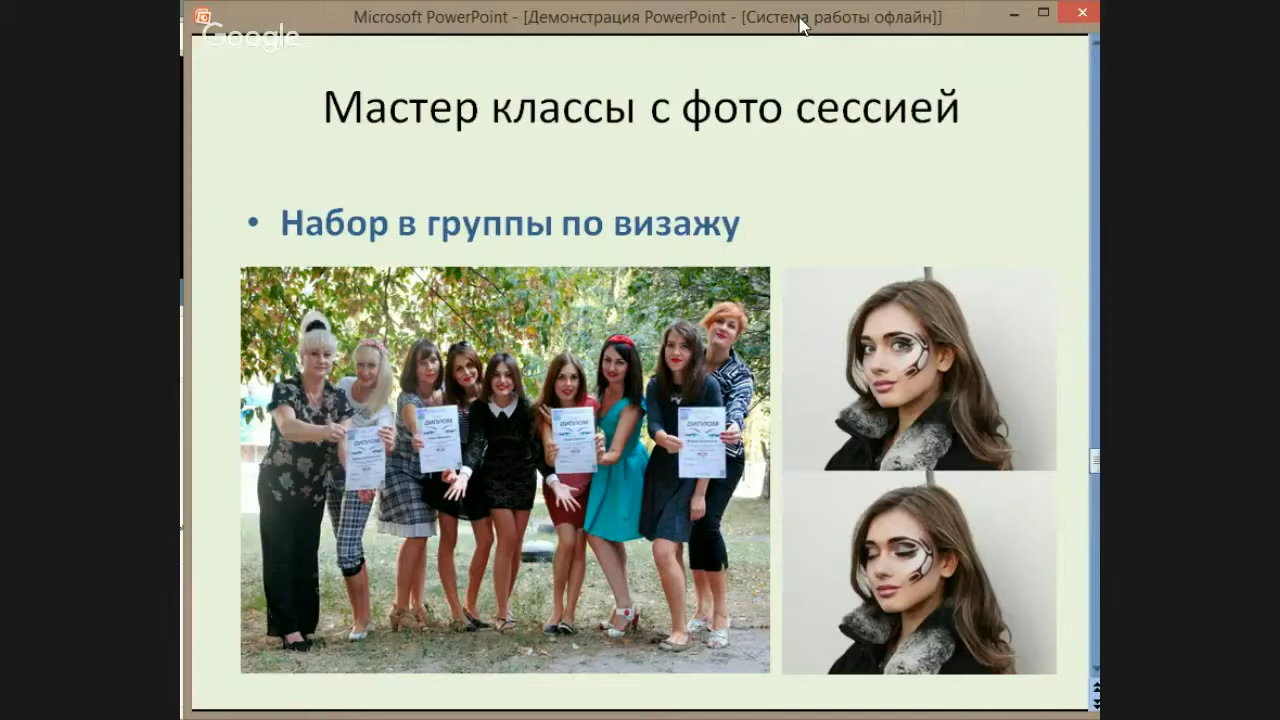 Microsoft PowerPoint - [Демонстрация PowerPoint - [Система работы офлайн]]
Google
Мастер классы с фото сессией
• Набор в группы по визажу
ДИПЛОМ
ДИПЛОМ
ДИПЛОМ
ДИПЛОМ